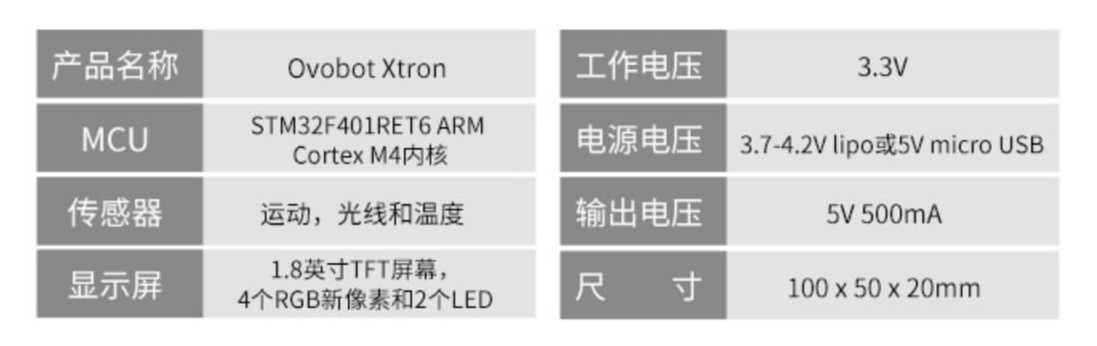 产品名称 Ovobot Xtron
MCU STM32F401RET6 ARM
Cortex M4内核
传感器 运动，光线和温度
显示屏 1.8英寸TFT屏幕，
4个RGB新像素和2个LED
工作电压 3.3V
电源电压 3.7-4.2V lipo或5V micro USB
输出电压 5V 500mA
尺 寸 100 x 50 x 20mm